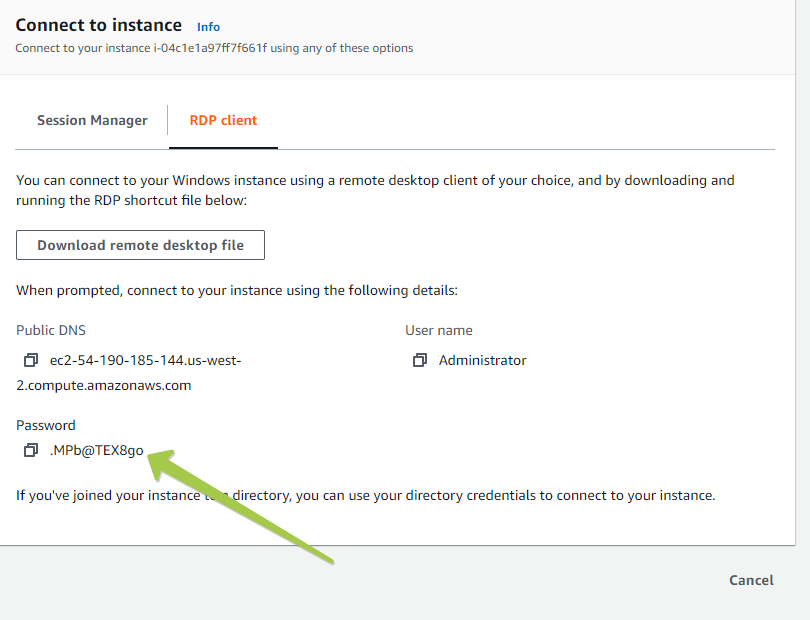 Connect to instance Info
Connect to your instance i-04c1e1a97ff7f661f using any of these options
Session Manager
RDP client
You can connect to your Windows instance using a remote desktop client of your choice, and by downloading and
running the RDP shortcut file below:
Download remote desktop file
When prompted, connect to your instance using the following details:
Public DNS
ec2-54-190-185-144.us-west-
2.compute.amazonaws.com
User name
Administrator
Password
.MPb@TEX8go
If you've joined your instance to a directory, you can use your directory credentials to connect to your instance.
Cancel